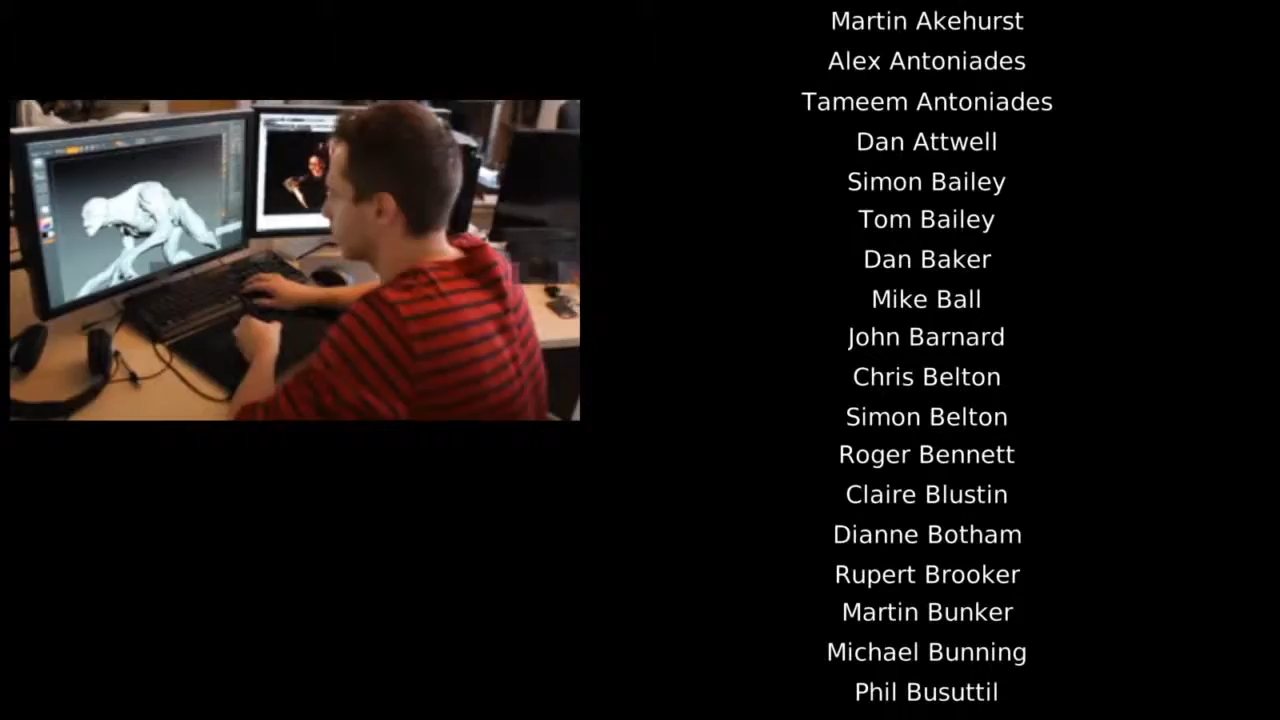 Martin Akehurst
Alex Antoniades
Tameem Antoniades
Dan Attwell
Simon Bailey
Tom Bailey
Dan Baker
Mike Ball
John Barnard
Chris Belton
Simon Belton
Roger Bennett
Claire Blustin
Dianne Botham
Rupert Brooker
Martin Bunker
Michael Bunning
Phil Busuttil